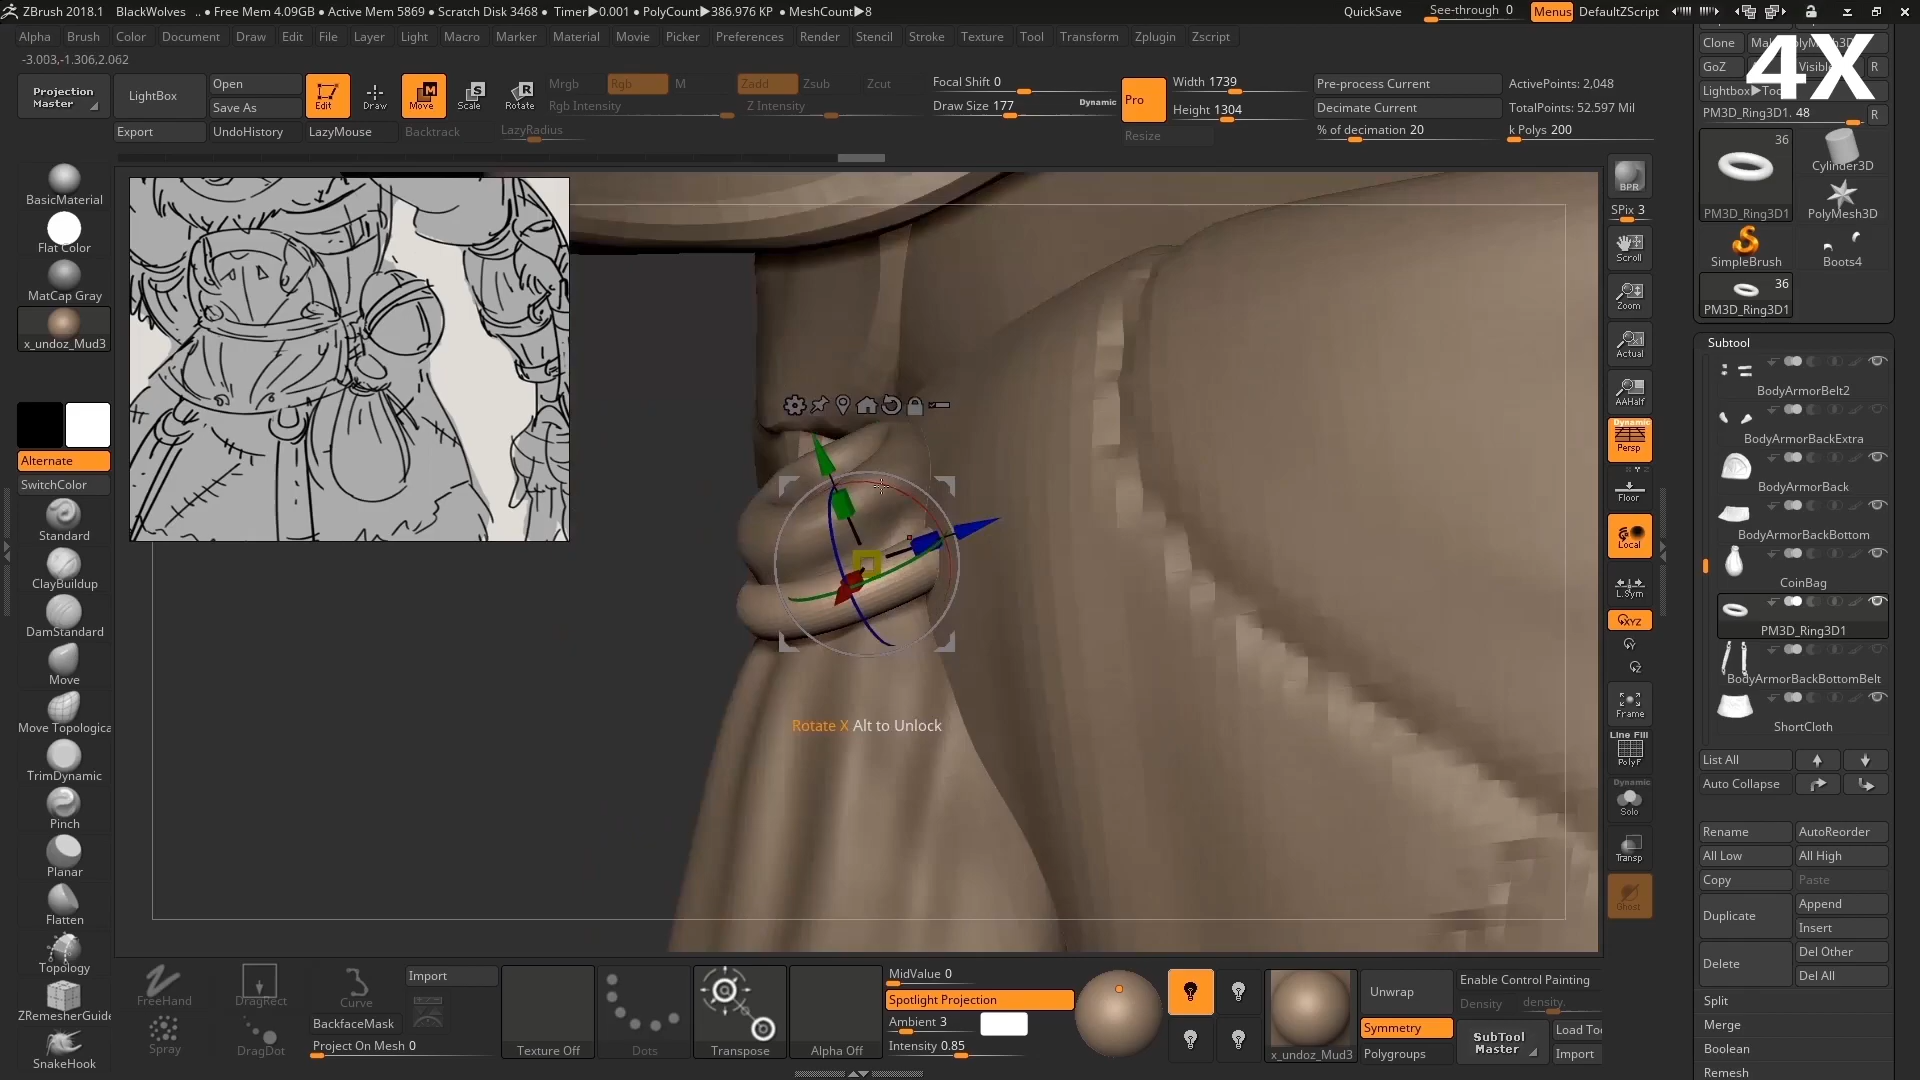 ZBrush 2018.1 BlackWolves .. • Free Mem 4.09GB • Active Mem 5869 • Scratch Disk 3468 • Timer▶0.001 • PolyCount▶386.976 KP • MeshCount▶8
QuickSave See-through 0 Menus DefaultZScript
Alpha Brush Color Document Draw Edit File Layer Light Macro Marker Material Movie Picker Preferences Render Stencil Stroke Texture Tool Transform Zplugin Zscript
-3.003,-1.306,2.062
Projection Master
LightBox
Open
Save As
Export
UndoHistory
Edit
Draw
Move
Scale
Rotate
LazyMouse
Backtrack
LazyRadius
Mrgb Rgb M
Rgb Intensity
Zadd Zsub Zcut
Z Intensity
Focal Shift 0
Draw Size 177
Dynamic
Pro
Width 1739
Height 1304
Resize
Pre-process Current
Decimate Current
% of decimation 20
k Polys 200
ActivePoints: 2,048
TotalPoints: 52.597 Mil
Clone
GoZ
R
4X
PM3D_Ring3D1. 48
R
36
PM3D_Ring3D1
Cylinder3D
PolyMesh3D
SimpleBrush
Boots4
36
PM3D_Ring3D1
BasicMaterial
Flat Color
MatCap Gray
x_undoz_Mud3
Alternate
SwitchColor
Standard
ClayBuildup
DamStandard
Move
Move Topologica
TrimDynamic
Pinch
Planar
Flatten
Topology
ZRemesherGuide
SnakeHook
Rotate X Alt to Unlock
BPR
SPix 3
Scroll
Zoom
Actual
AAHalf
Dynamic
Persp
Floor
Local
L.Sym
XYZ
Frame
Line Fill
PolyF
Dynamic
Solo
Transp
Ghost
Subtool
BodyArmorBelt2
BodyArmorBackExtra
BodyArmorBack
BodyArmorBackBottom
CoinBag
PM3D_Ring3D1
BodyArmorBackBottomBelt
ShortCloth
List All
Auto Collapse
Rename AutoReorder
All Low All High
Copy Paste
Duplicate
Append
Insert
Delete
Del Other
Del All
Split
Merge
Boolean
Remesh
FreeHand
DragRect
Curve
Spray
DragDot
Import
BackfaceMask
Project On Mesh 0
Texture Off
Dots
Transpose
Alpha Off
MidValue 0
Spotlight Projection
Ambient 3
Intensity 0.85
x_undoz_Mud3
Unwrap
Symmetry
Polygroups
Enable Control Painting
Density density.
SubTool Master
Load Too
Import